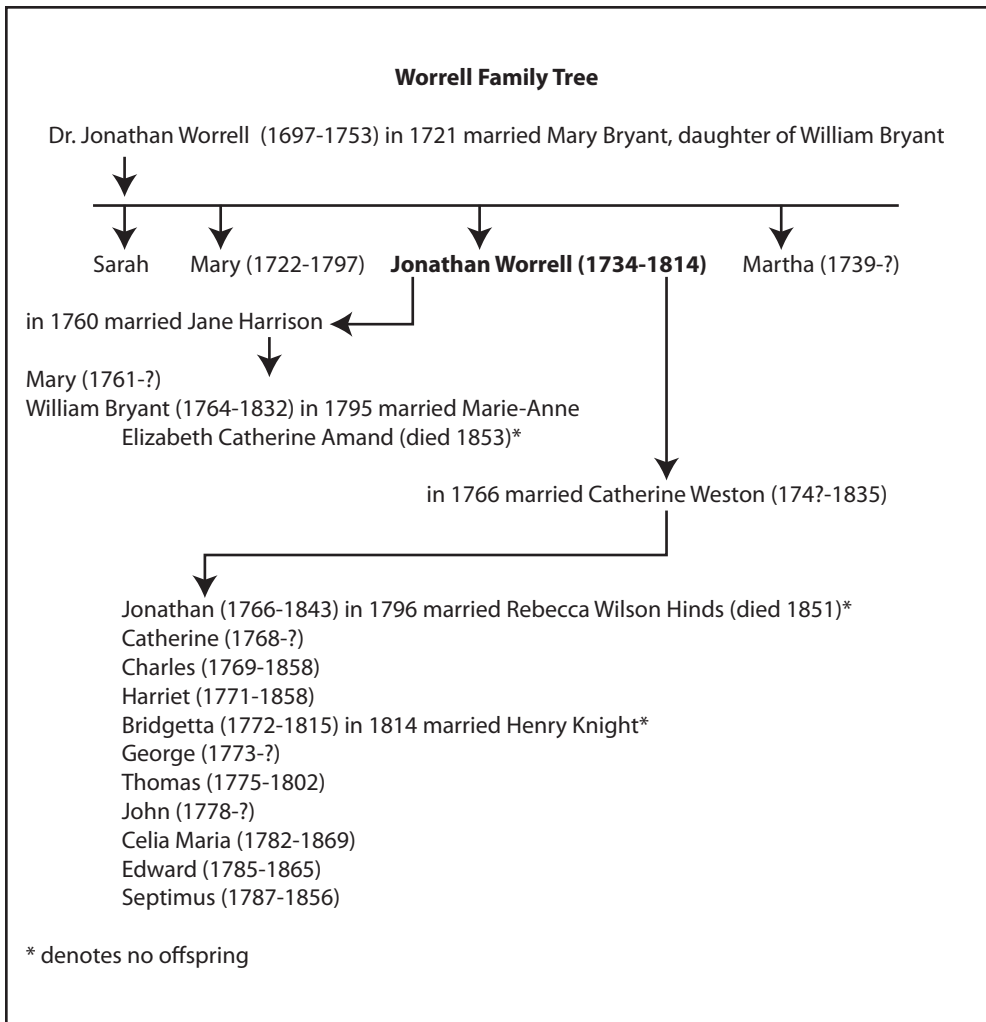 Worrell Family Tree
Dr. Jonathan Worrell (1697-1753) in 1721 married Mary Bryant, daughter of William Bryant
Sarah Mary (1722-1797) Jonathan Worrell (1734-1814) Martha (1739-?)
in 1760 married Jane Harrison
Mary (1761-?)
William Bryant (1764-1832) in 1795 married Marie-Anne
Elizabeth Catherine Amand (died 1853)*
in 1766 married Catherine Weston (174?-1835)
Jonathan (1766-1843) in 1796 married Rebecca Wilson Hinds (died 1851)*
Catherine (1768-?)
Charles (1769-1858)
Harriet (1771-1858)
Bridgetta (1772-1815) in 1814 married Henry Knight*
George (1773-?)
Thomas (1775-1802)
John (1778-?)
Celia Maria (1782-1869)
Edward (1785-1865)
Septimus (1787-1856)
* denotes no offspring